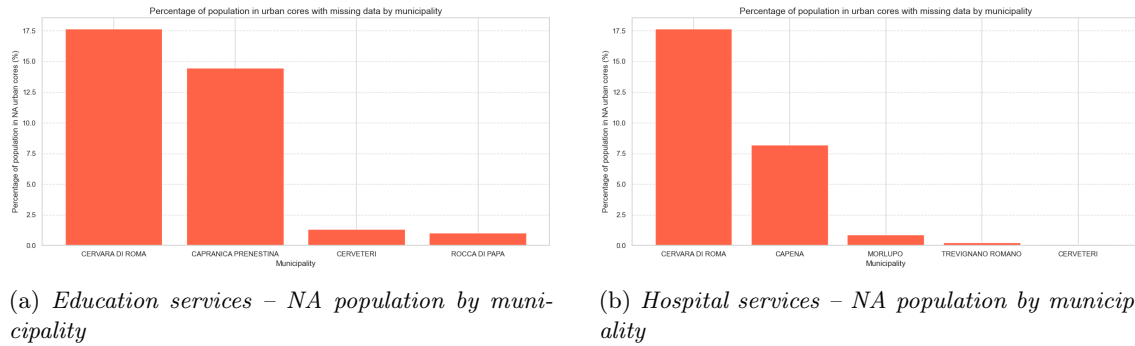 Percentage of population in urban cores with missing data by municipality
Percentage of population in NA urban cores (%)
17.5
15.0
12.5
10.0
7.5
5.0
2.5
0.0
CERVARA DI ROMA
CAPRANICA PRENESTINA
CERVETERI
ROCCA DI PAPA
Municipality
(a) Education services – NA population by muni-
cipality
Percentage of population in urban cores with missing data by municipality
Percentage of population in NA urban cores (%)
17.5
15.0
12.5
10.0
7.5
5.0
2.5
0.0
CERVARA DI ROMA
CAPENA
MORLUPO
TREVIGNANO ROMANO
CERVETERI
Municipality
(b) Hospital services – NA population by municip
ality